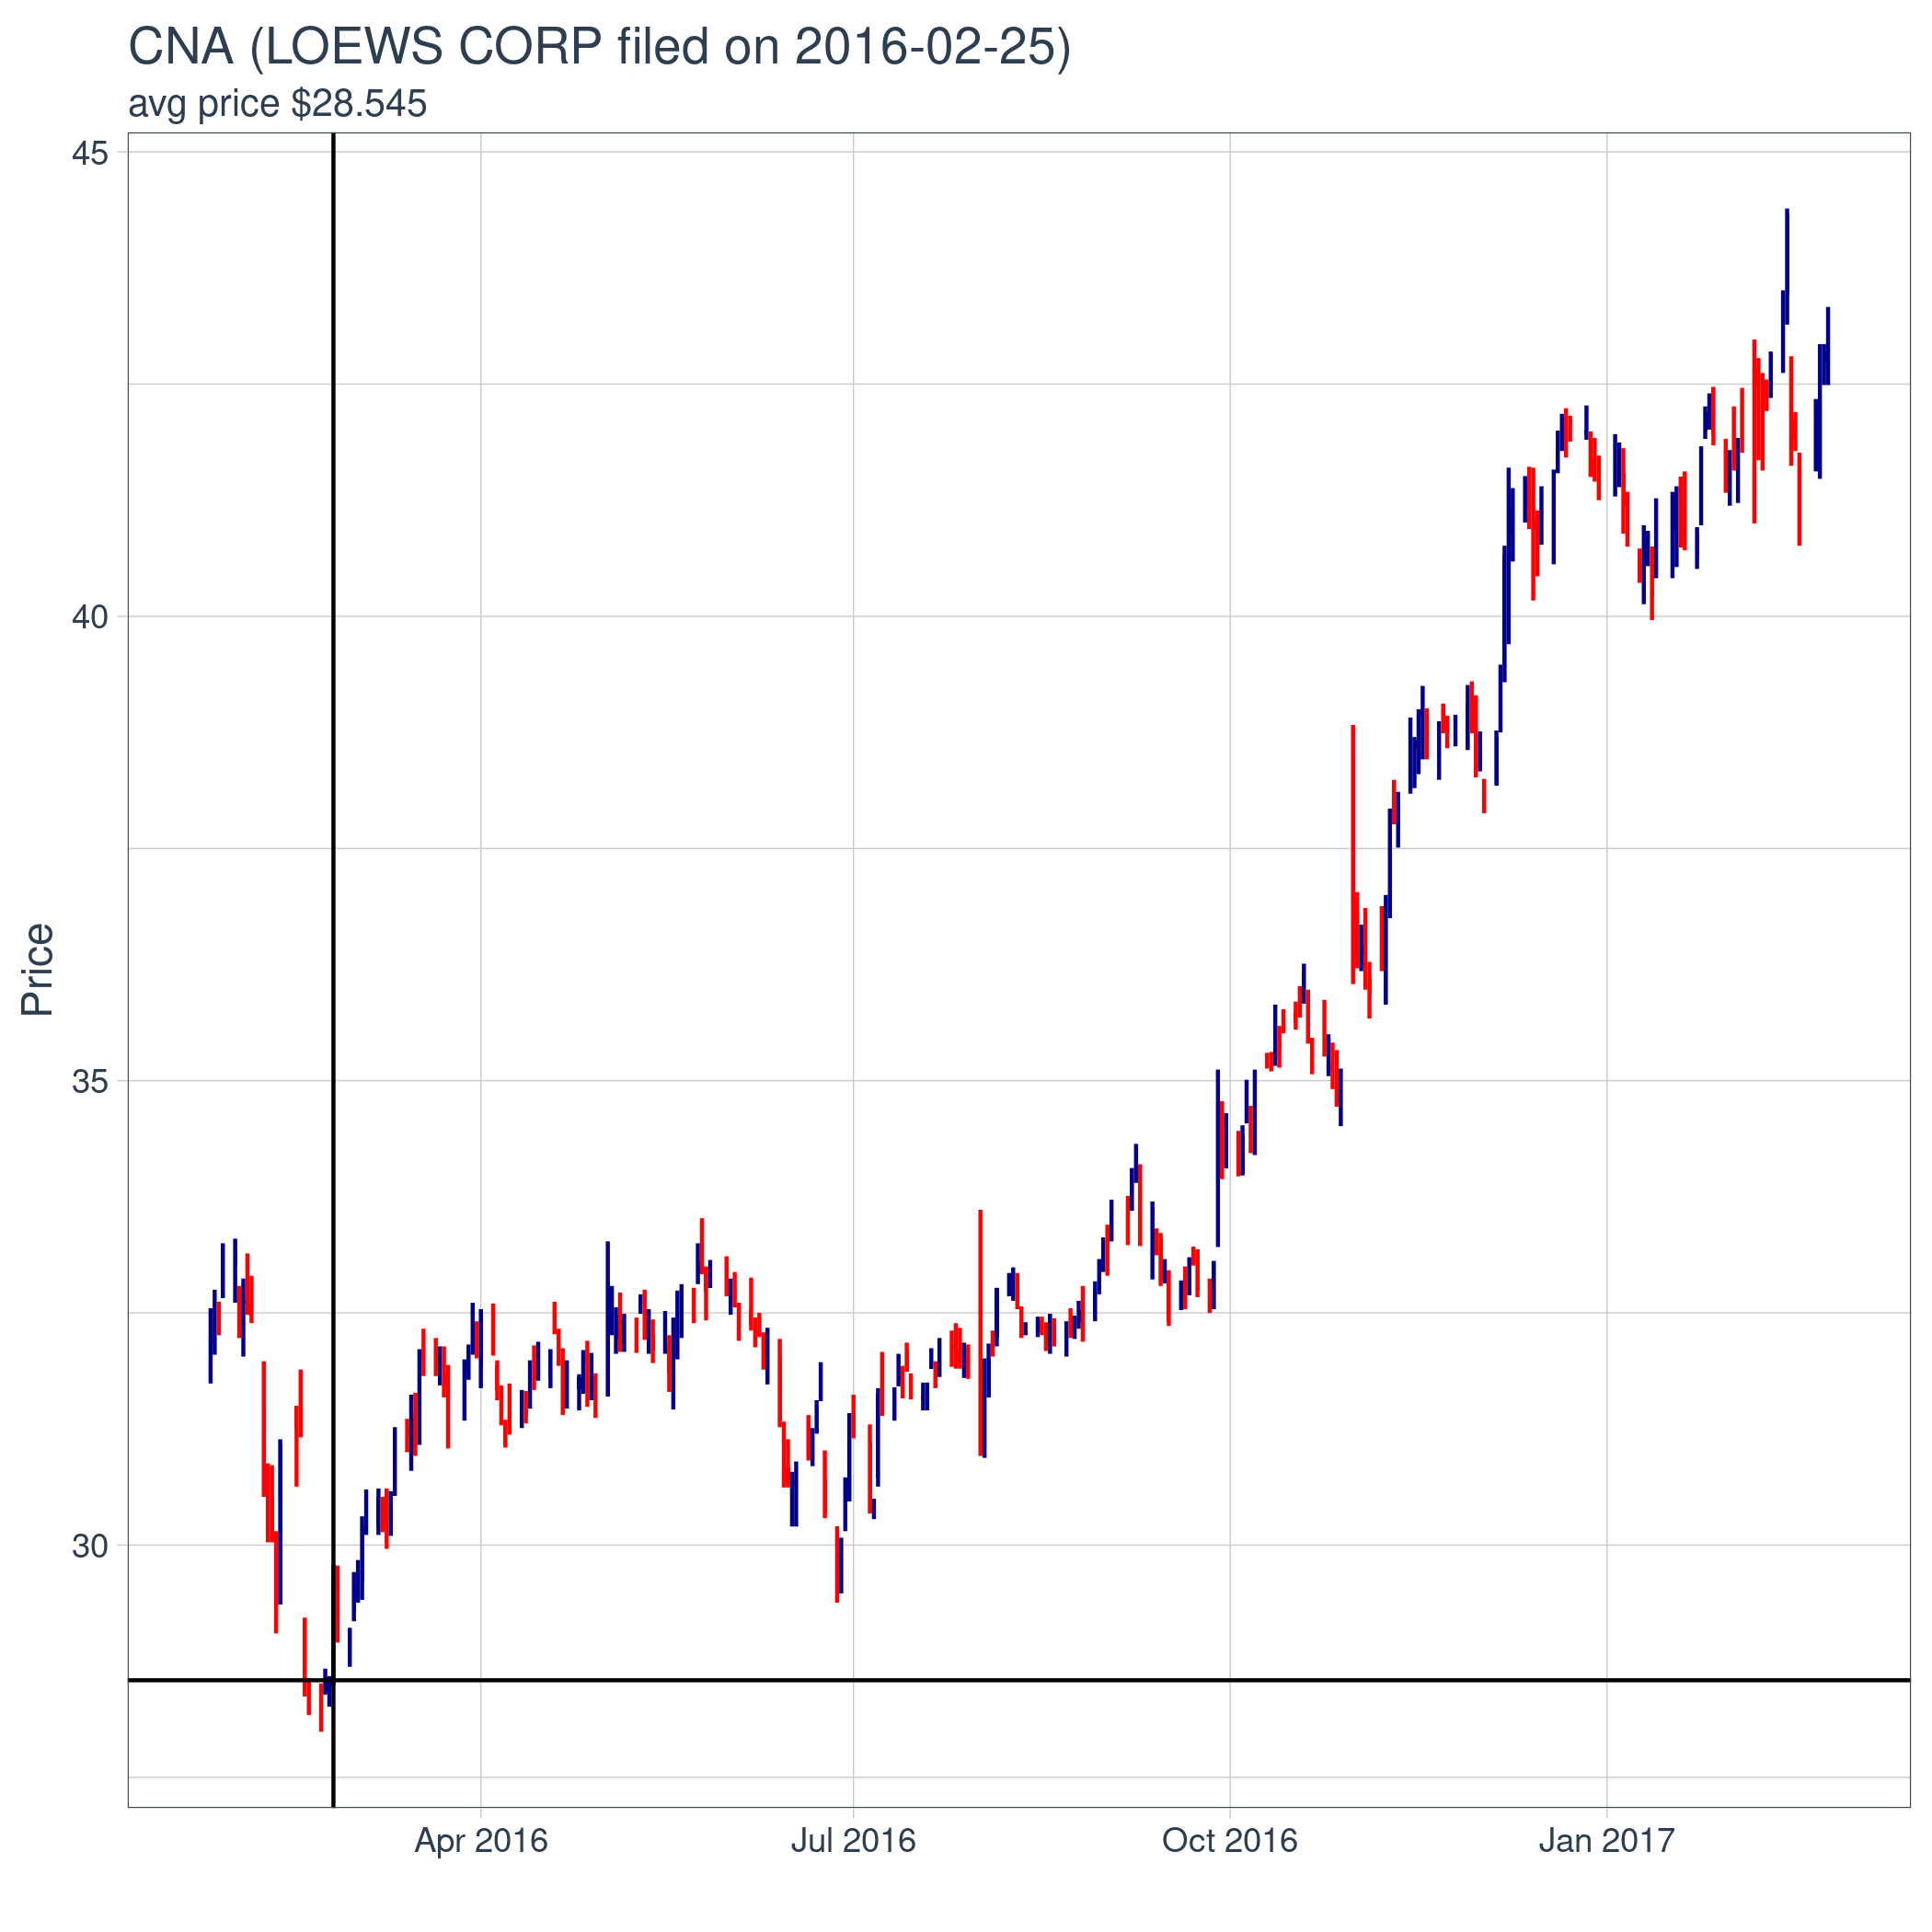 CNA (LOEWS CORP filed on 2016-02-25)
avg price $28.545
45
40
35
30
Price
Apr 2016
Jul 2016
Oct 2016
Jan 2017